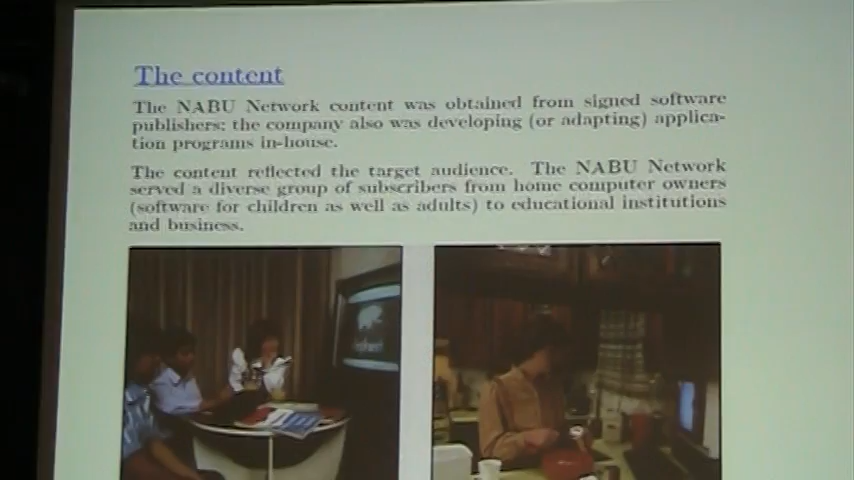 The content
The NABU Network content was obtained from signed software
publishers; the company also was developing (or adapting) applica-
tion programs in-house.
The content reflected the target audience. The NABU Network
served a diverse group of subscribers from home computer owners
(software for children as well as adults) to educational institutions
and business.